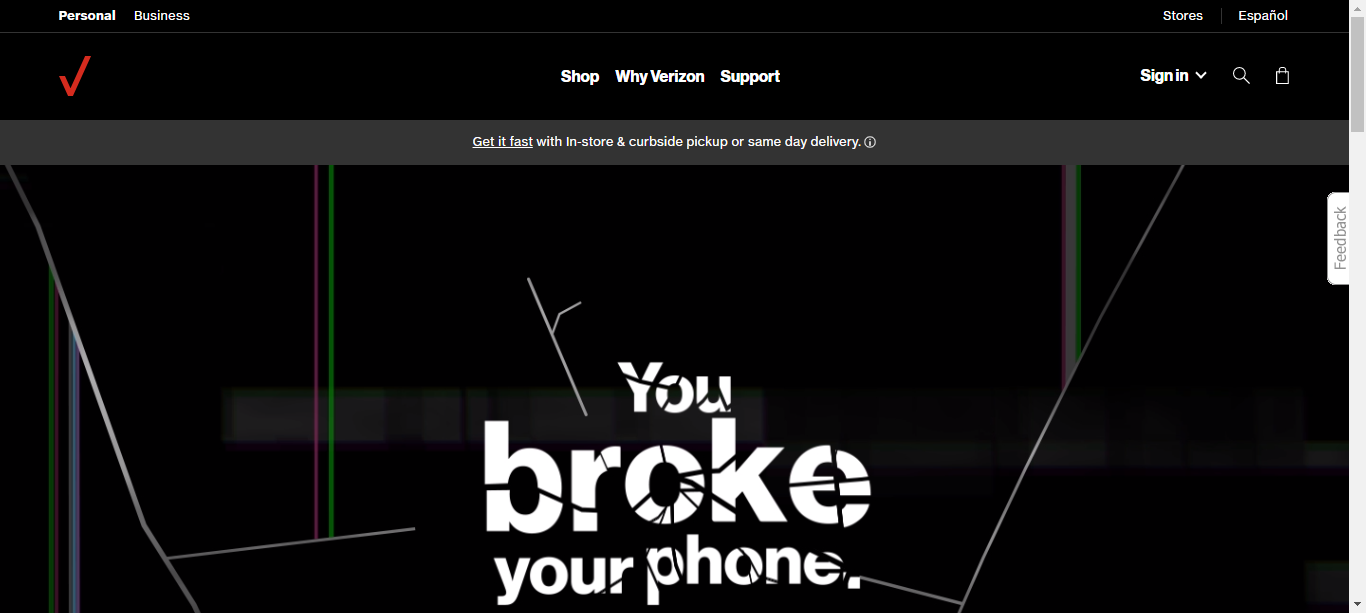 Personal Business Stores Español
Shop Why Verizon Support Sign in
Get it fast with In-store & curbside pickup or same day delivery.
Feedback
You
broke
your phone.